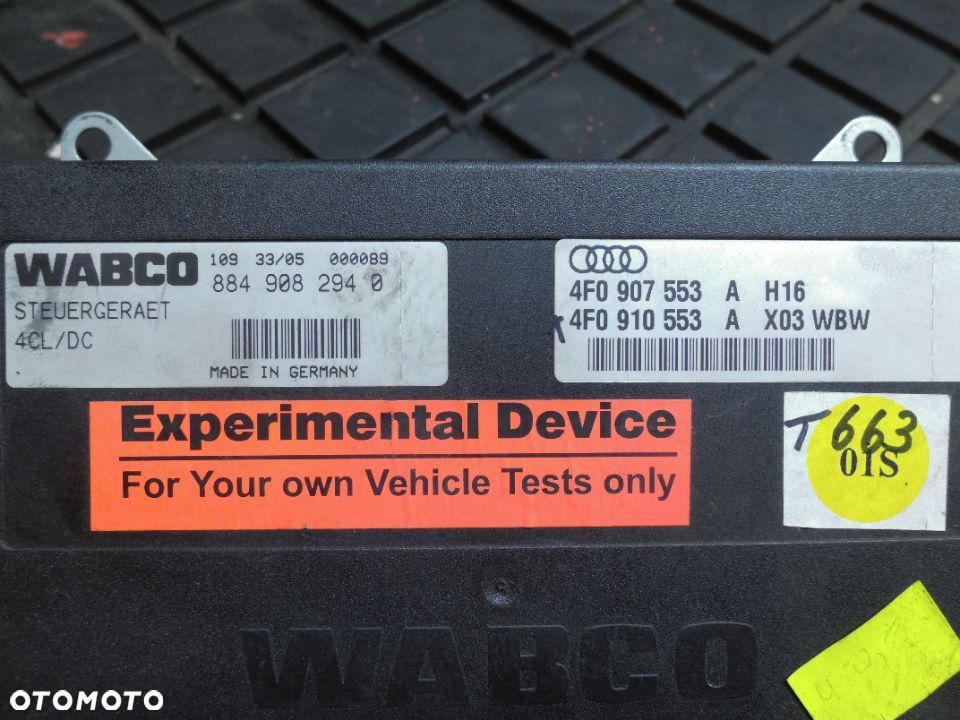 WABCO 109 33/05 000089
884 908 294 0
STEUERGERAET
4CL/DC
MADE IN GERMANY
4F0 907 553 A H16
4F0 910 553 A X03 WBW
Experimental Device
For Your own Vehicle Tests only
T 663
01S
WABCO
OTOMOTO